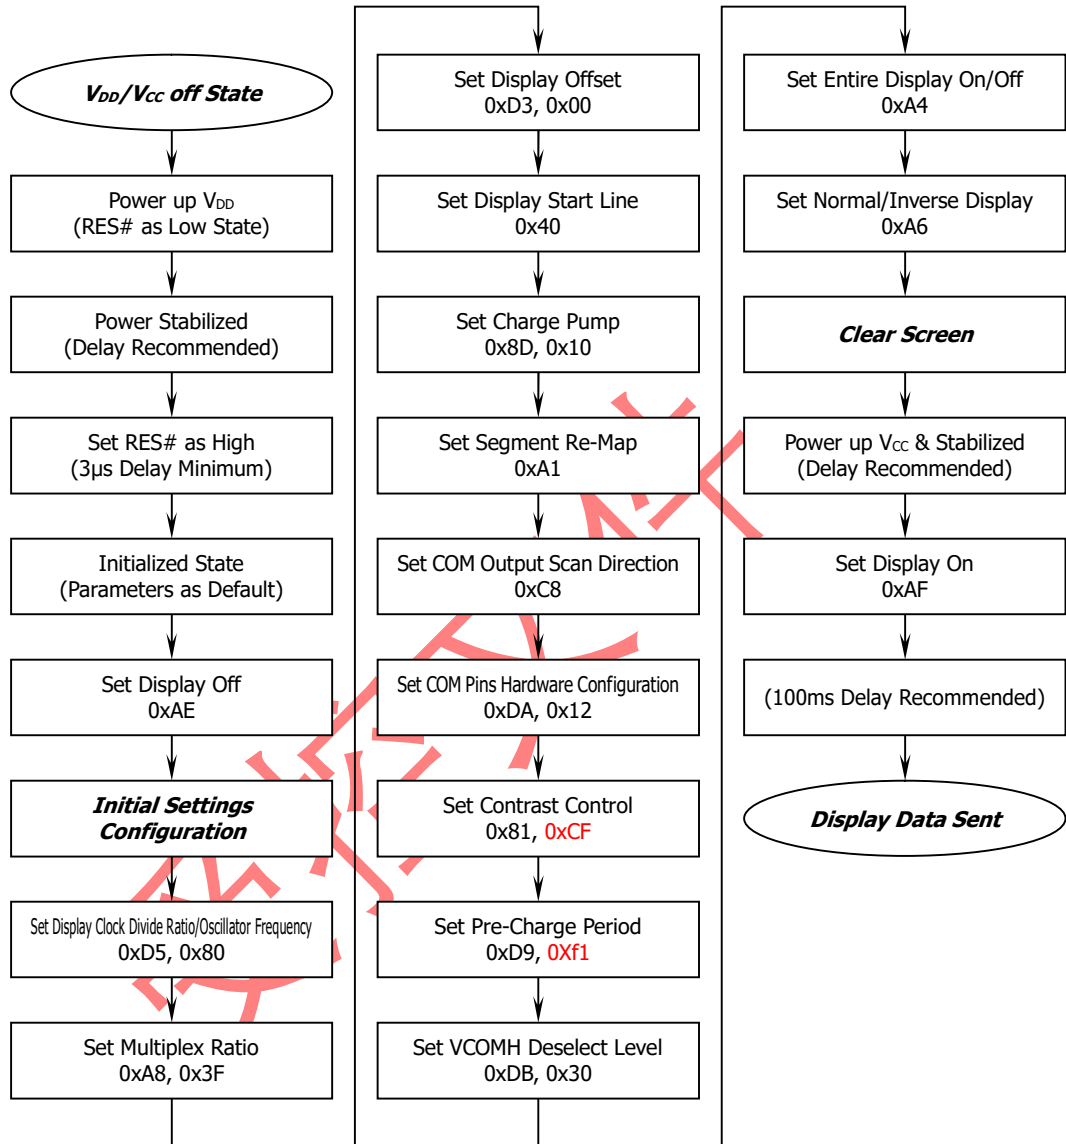 V_DD/V_CC off State
Power up V_DD
(RES# as Low State)
Power Stabilized
(Delay Recommended)
Set RES# as High
(3μs Delay Minimum)
Initialized State
(Parameters as Default)
Set Display Off
0xAE
Initial Settings
Configuration
Set Display Clock Divide Ratio/Oscillator Frequency
0xD5, 0x80
Set Multiplex Ratio
0xA8, 0x3F
Set Display Offset
0xD3, 0x00
Set Display Start Line
0x40
Set Charge Pump
0x8D, 0x10
Set Segment Re-Map
0xA1
Set COM Output Scan Direction
0xC8
Set COM Pins Hardware Configuration
0xDA, 0x12
Set Contrast Control
0x81, 0xCF
Set Pre-Charge Period
0xD9, 0Xf1
Set VCOMH Deselect Level
0xDB, 0x30
Set Entire Display On/Off
0xA4
Set Normal/Inverse Display
0xA6
Clear Screen
Power up V_CC & Stabilized
(Delay Recommended)
Set Display On
0xAF
(100ms Delay Recommended)
Display Data Sent